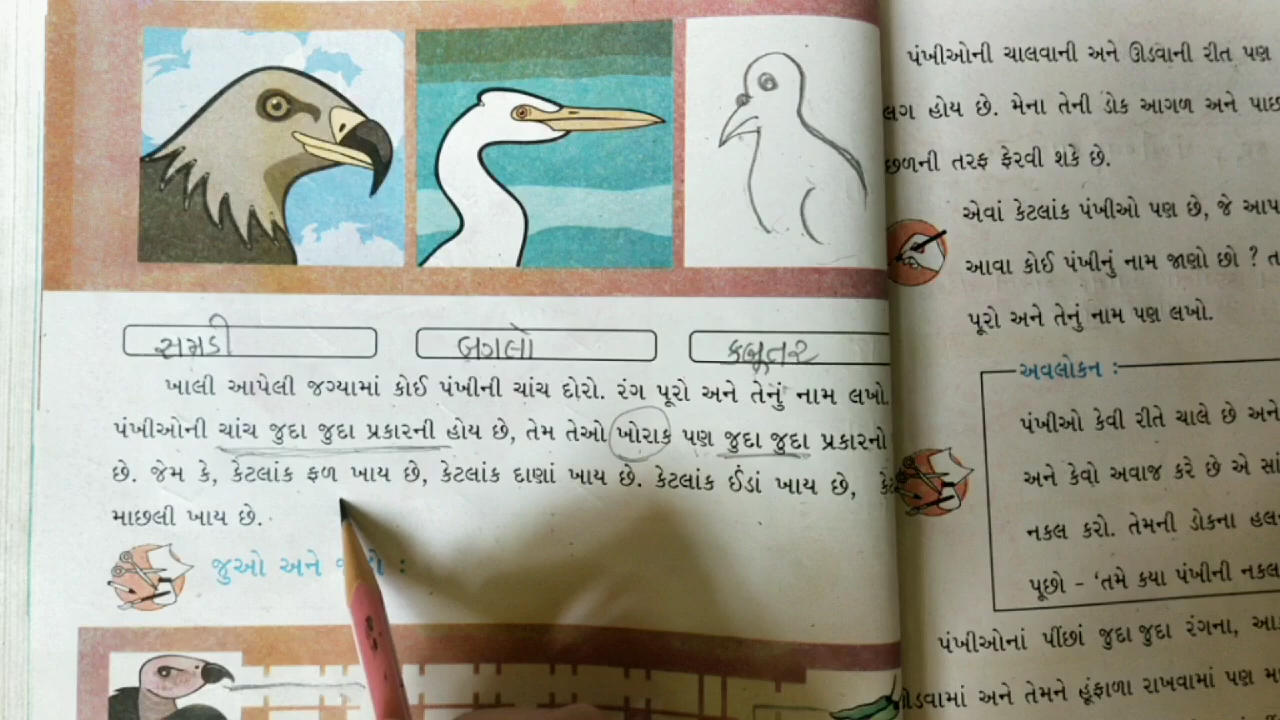 સમડી
બગલો
કબૂતર
ખાલી આપેલી જગ્યામાં કોઈ પંખીની ચાંચ દોરો. રંગ પૂરો અને તેનું નામ લખો.
પંખીઓની ચાંચ જુદા જુદા પ્રકારની હોય છે, તેમ તેઓ ખોરાક પણ જુદા જુદા પ્રકારનો
છે. જેમ કે, કેટલાંક ફળ ખાય છે, કેટલાંક દાણાં ખાય છે. કેટલાંક ઈંડાં ખાય છે,
માછલી ખાય છે.
જુઓ અને
પંખીઓની ચાલવાની અને ઊડવાની રીત પણ
લગ હોય છે. મેના તેની ડોક આગળ અને
છળની તરફ ફેરવી શકે છે.
એવાં કેટલાંક પંખીઓ પણ છે, જે
આવા કોઈ પંખીનું નામ જાણો છો ?
પૂરો અને તેનું નામ પણ લખો.
અવલોકન :
પંખીઓ કેવી રીતે ચાલે છે અને
અને કેવો અવાજ કરે છે એ
નકલ કરો. તેમની ડોકના
પૂછો - ‘તમે કયા પંખીની નકલ
પંખીઓનાં પીંછાં જુદા જુદા રંગના,
ડવામાં અને તેમને હૂંફાળા રાખવામાં પણ